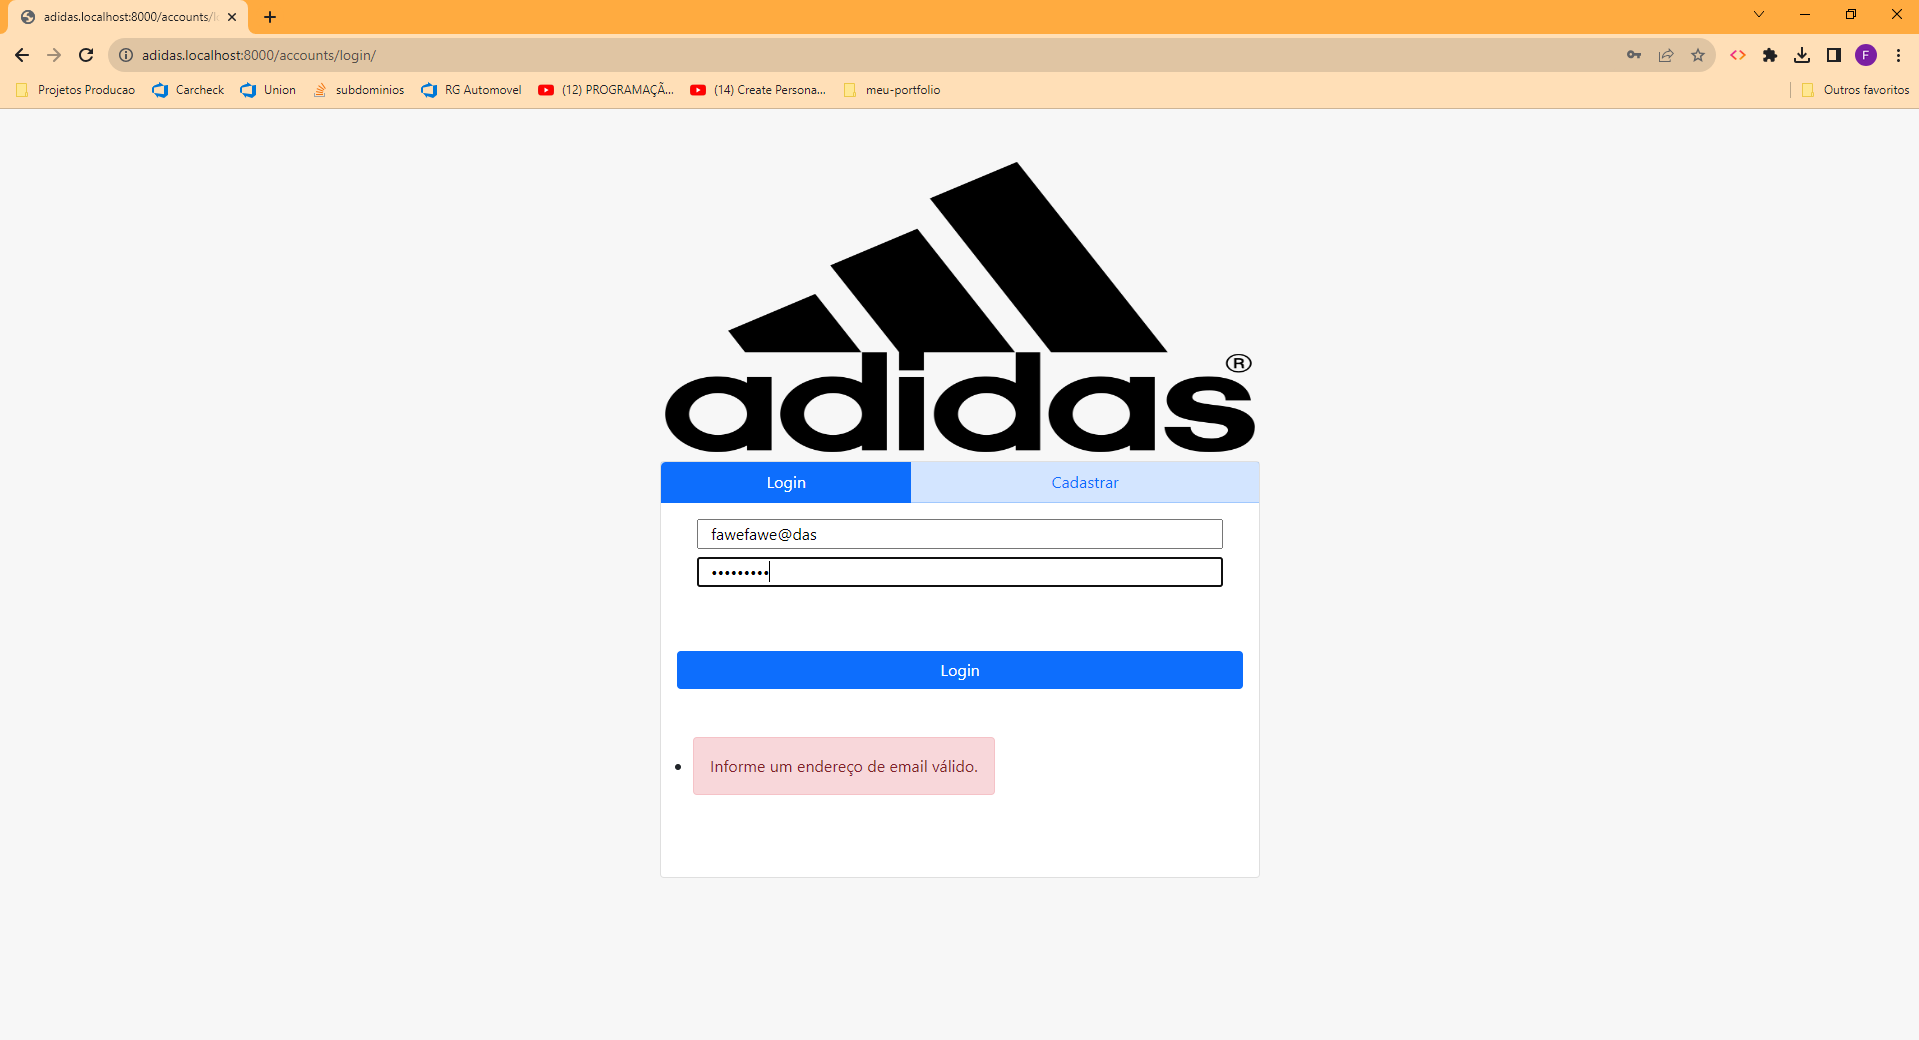 adidas.localhost:8000/accounts/l
adidas.localhost:8000/accounts/login/
F
Projetos Producao
Carcheck
Union
subdominios
RG Automovel
(12) PROGRAMAÇÃ...
(14) Create Persona...
meu-portfolio
Outros favoritos
adidas®
Login
Cadastrar
fawefawe@das
•••••••••
Login
Informe um endereço de email válido.